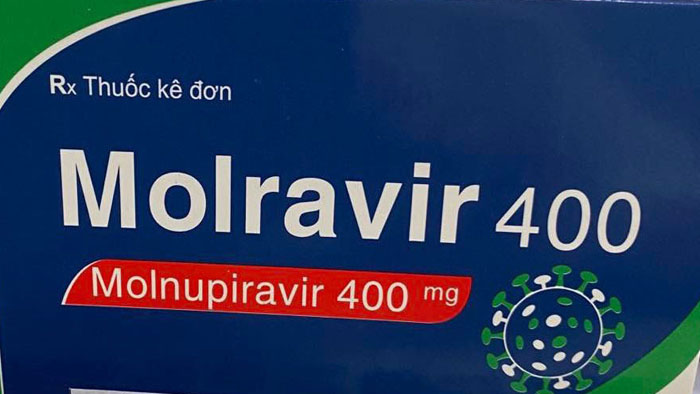 Rx Thuốc kê đơn
Molravir 400
Molnupiravir 400 mg